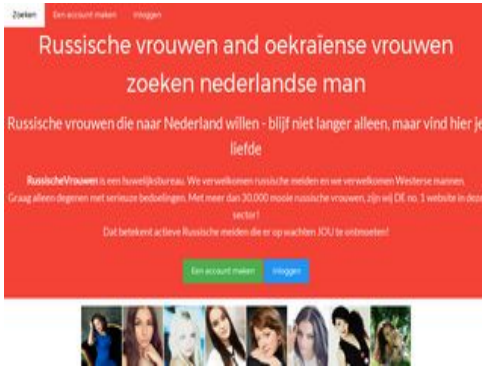 Zoeken Een account maken Inloggen
Russische vrouwen and oekraïense vrouwen
zoeken nederlandse man
Russische vrouwen die naar Nederland willen - blijf niet langer alleen, maar vind hier je
liefde
RussischeVrouwen is een huwelijksbureau. We verwelkomen russische meiden en we verwelkomen Westerse mannen.
Graag alleen degenen met serieuze bedoelingen. Met meer dan 30.000 mooie russische vrouwen, zijn wij DE no. 1 website in deze
sector!
Dat betekent actieve Russische meiden die er op wachten JOU te ontmoeten!
Een account maken Inloggen